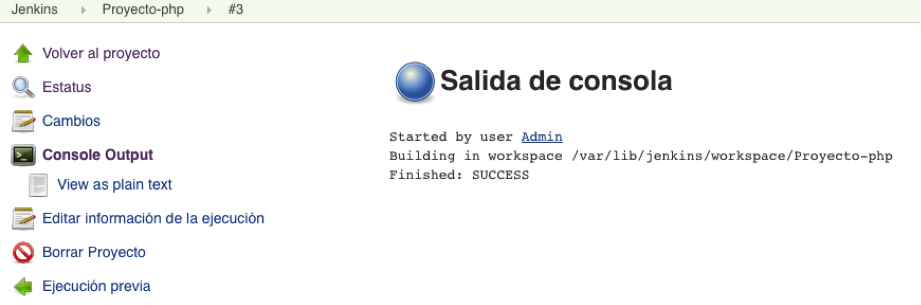 Jenkins Proyecto-php #3
Volver al proyecto
Estatus
Cambios
Console Output
View as plain text
Editar información de la ejecución
Borrar Proyecto
Ejecución previa
Salida de consola
Started by user Admin
Building in workspace /var/lib/jenkins/workspace/Proyecto-php
Finished: SUCCESS